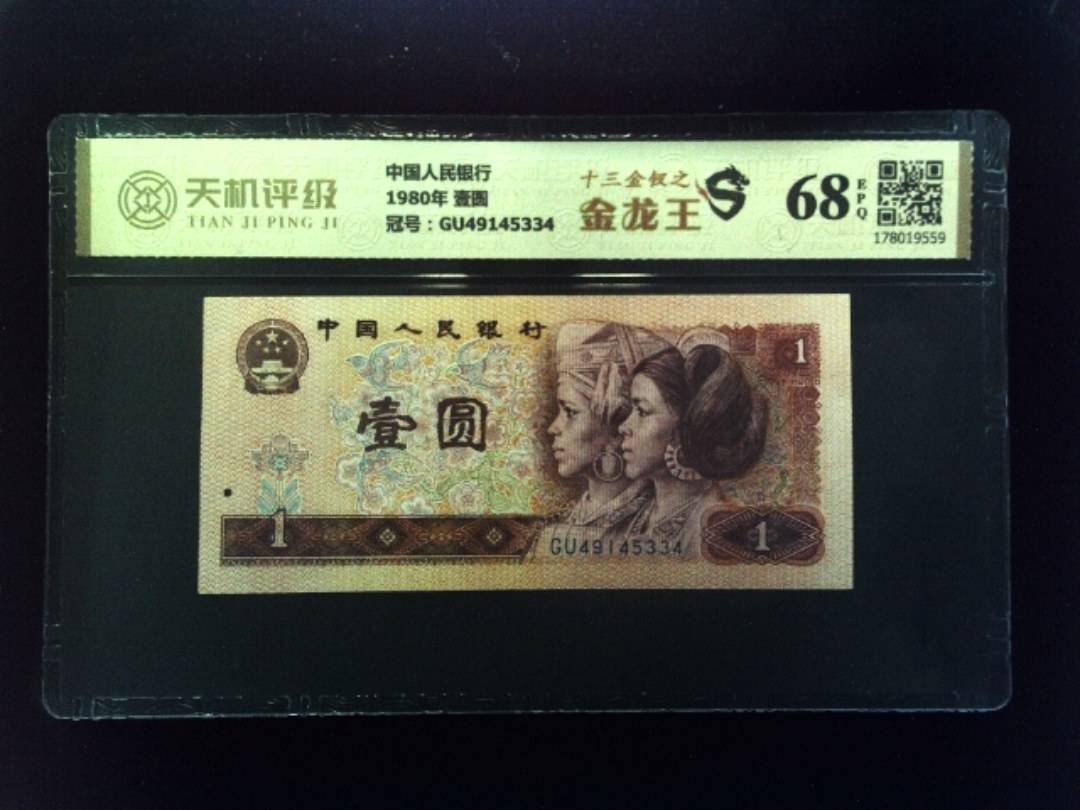 天机评级
TIAN JI PING JI
中国人民银行
1980年 壹圆
冠号：GU49145334
十三金钗之
金龙王
S
68
EPQ
178019559
中国人民银行
1
壹圆
1
GU49145334
1